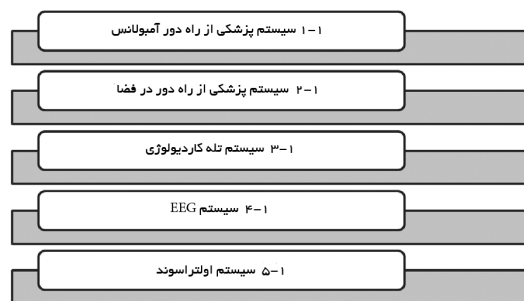 ۱-۱ سیستم پزشکی از راه دور آمبولانس
۱-۲ سیستم پزشکی از راه دور در فضا
۱-۳ سیستم تله کاردیولوژی
۱-۴ سیستم EEG
۱-۵ سیستم اولتراسوند